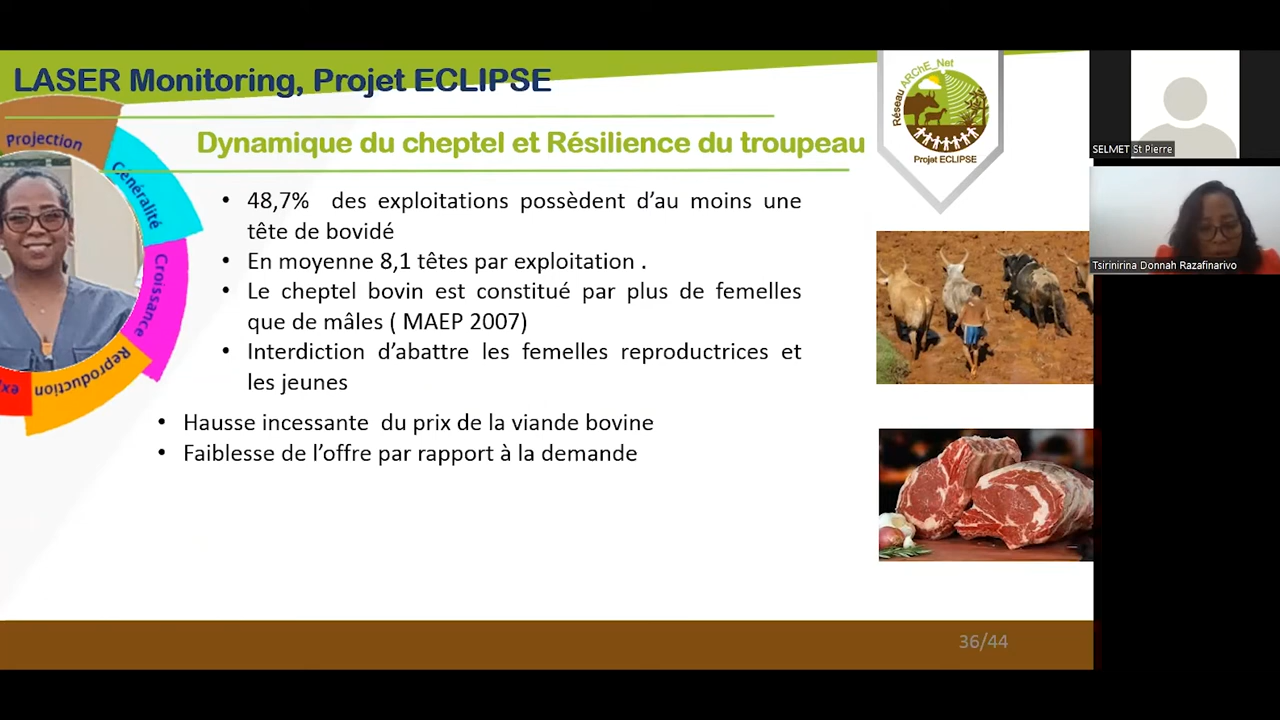 LASER Monitoring, Projet ECLIPSE
Dynamique du cheptel et Résilience du troupeau
Projection
Généralité
Croissance
Reproduction
Réseau ARChE_Net
Projet ECLIPSE
• 48,7% des exploitations possèdent d’au moins une
tête de bovidé
• En moyenne 8,1 têtes par exploitation .
• Le cheptel bovin est constitué par plus de femelles
que de mâles ( MAEP 2007)
• Interdiction d’abattre les femelles reproductrices et
les jeunes
• Hausse incessante du prix de la viande bovine
• Faiblesse de l’offre par rapport à la demande
36/44
SELMET St Pierre
Tsirinirina Donnah Razafinarivo